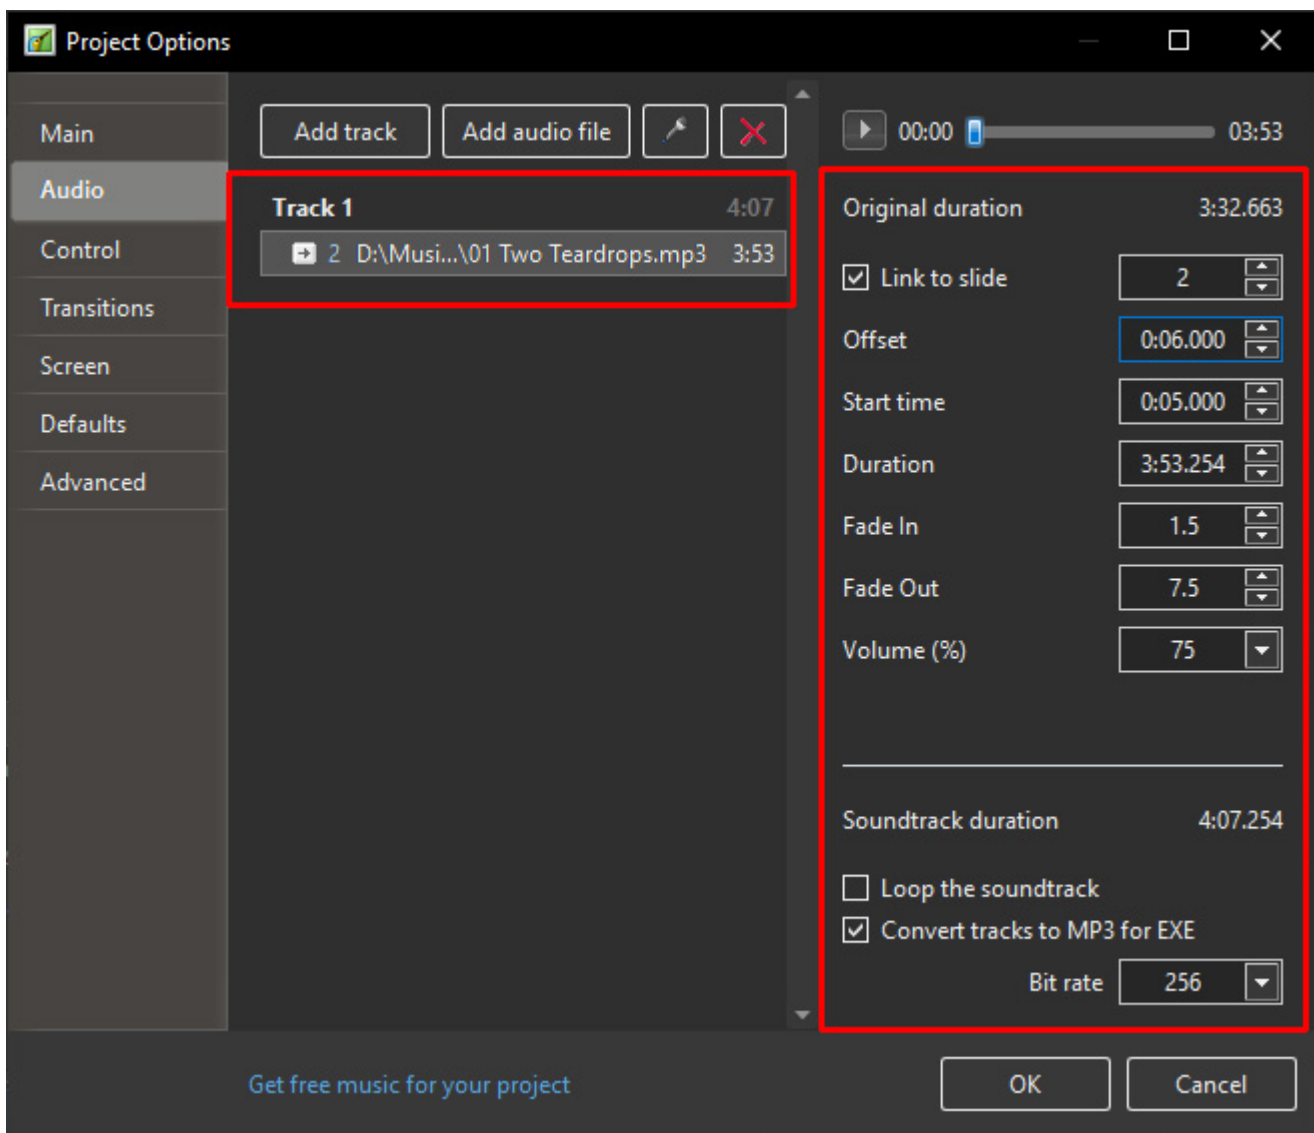 Project Options
Main
Audio
Control
Transitions
Screen
Defaults
Advanced
Add track Add audio file
Track 1 4:07
2 D:\Musi...\01 Two Teardrops.mp3 3:53
00:00 03:53
Original duration 3:32.663
Link to slide 2
Offset 0:06.000
Start time 0:05.000
Duration 3:53.254
Fade In 1.5
Fade Out 7.5
Volume (%) 75
Soundtrack duration 4:07.254
Loop the soundtrack
Convert tracks to MP3 for EXE
Bit rate 256
Get free music for your project
OK Cancel